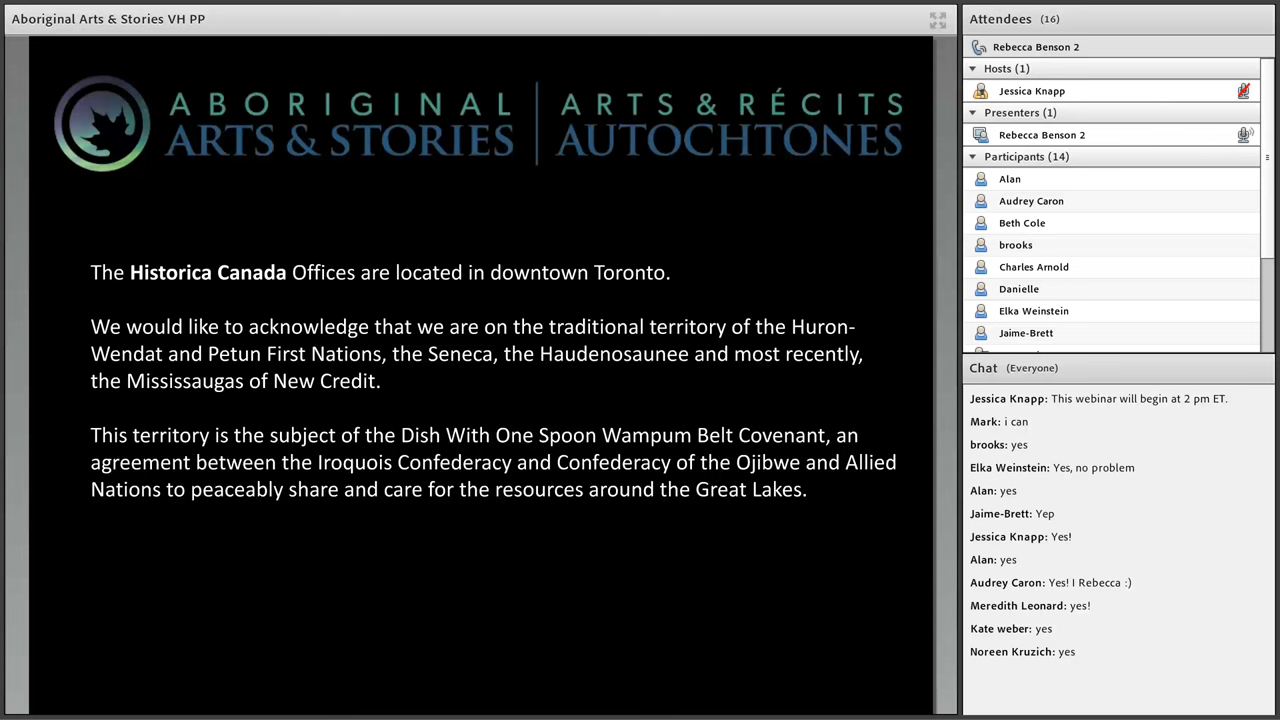 Aboriginal Arts & Stories VH PP
ABORIGINAL
ARTS & STORIES
ARTS & RÉCITS
AUTOCHTONES
The Historica Canada Offices are located in downtown Toronto.
We would like to acknowledge that we are on the traditional territory of the Huron-
Wendat and Petun First Nations, the Seneca, the Haudenosaunee and most recently,
the Mississaugas of New Credit.
This territory is the subject of the Dish With One Spoon Wampum Belt Covenant, an
agreement between the Iroquois Confederacy and Confederacy of the Ojibwe and Allied
Nations to peaceably share and care for the resources around the Great Lakes.
Attendees (16)
Rebecca Benson 2
Hosts (1)
Jessica Knapp
Presenters (1)
Rebecca Benson 2
Participants (14)
Alan
Audrey Caron
Beth Cole
brooks
Charles Arnold
Danielle
Elka Weinstein
Jaime-Brett
Chat (Everyone)
Jessica Knapp: This webinar will begin at 2 pm ET.
Mark: i can
brooks: yes
Elka Weinstein: Yes, no problem
Alan: yes
Jaime-Brett: Yep
Jessica Knapp: Yes!
Alan: yes
Audrey Caron: Yes! I Rebecca :)
Meredith Leonard: yes!
Kate weber: yes
Noreen Kruzich: yes